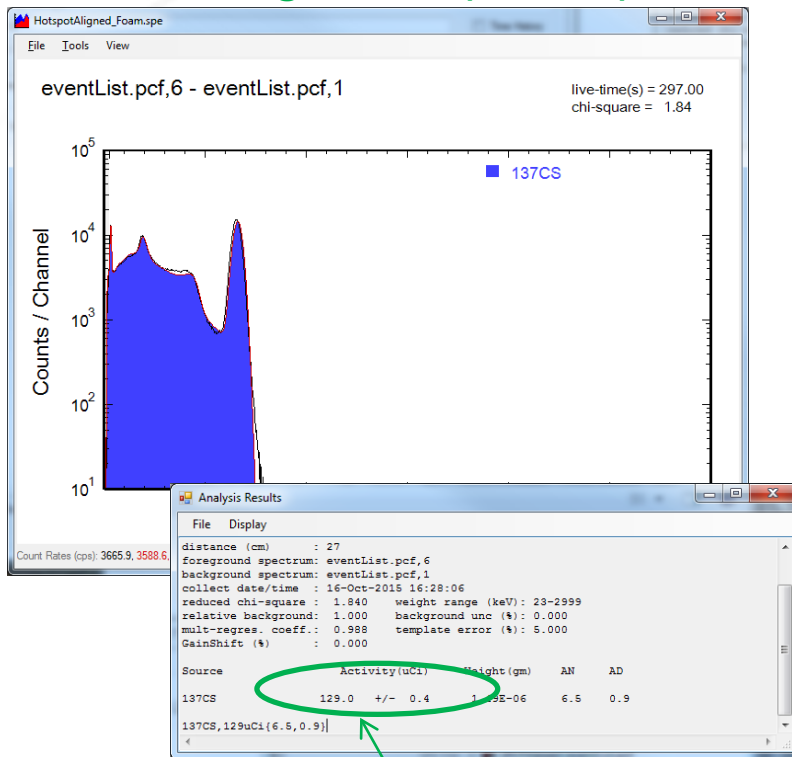 HotspotAligned_Foam.spe
File Tools View
eventList.pcf,6 - eventList.pcf,1
live-time(s) = 297.00
chi-square = 1.84
137CS
Counts / Channel
10^5
10^4
10^3
10^2
10^1
Count Rates (cps): 3665.9, 3588.6,
Analysis Results
File Display
distance (cm) : 27
foreground spectrum: eventList.pcf,6
background spectrum: eventList.pcf,1
collect date/time : 16-Oct-2015 16:28:06
reduced chi-square : 1.840 weight range (keV): 23-2999
relative background: 1.000 background unc (%): 0.000
mult-regres. coeff.: 0.988 template error (%): 5.000
GainShift (%) : 0.000
Source Activity(uCi) Weight(gm) AN AD
137CS 129.0 +/- 0.4 6.5 0.9
137CS,129uCi{6.5,0.9}